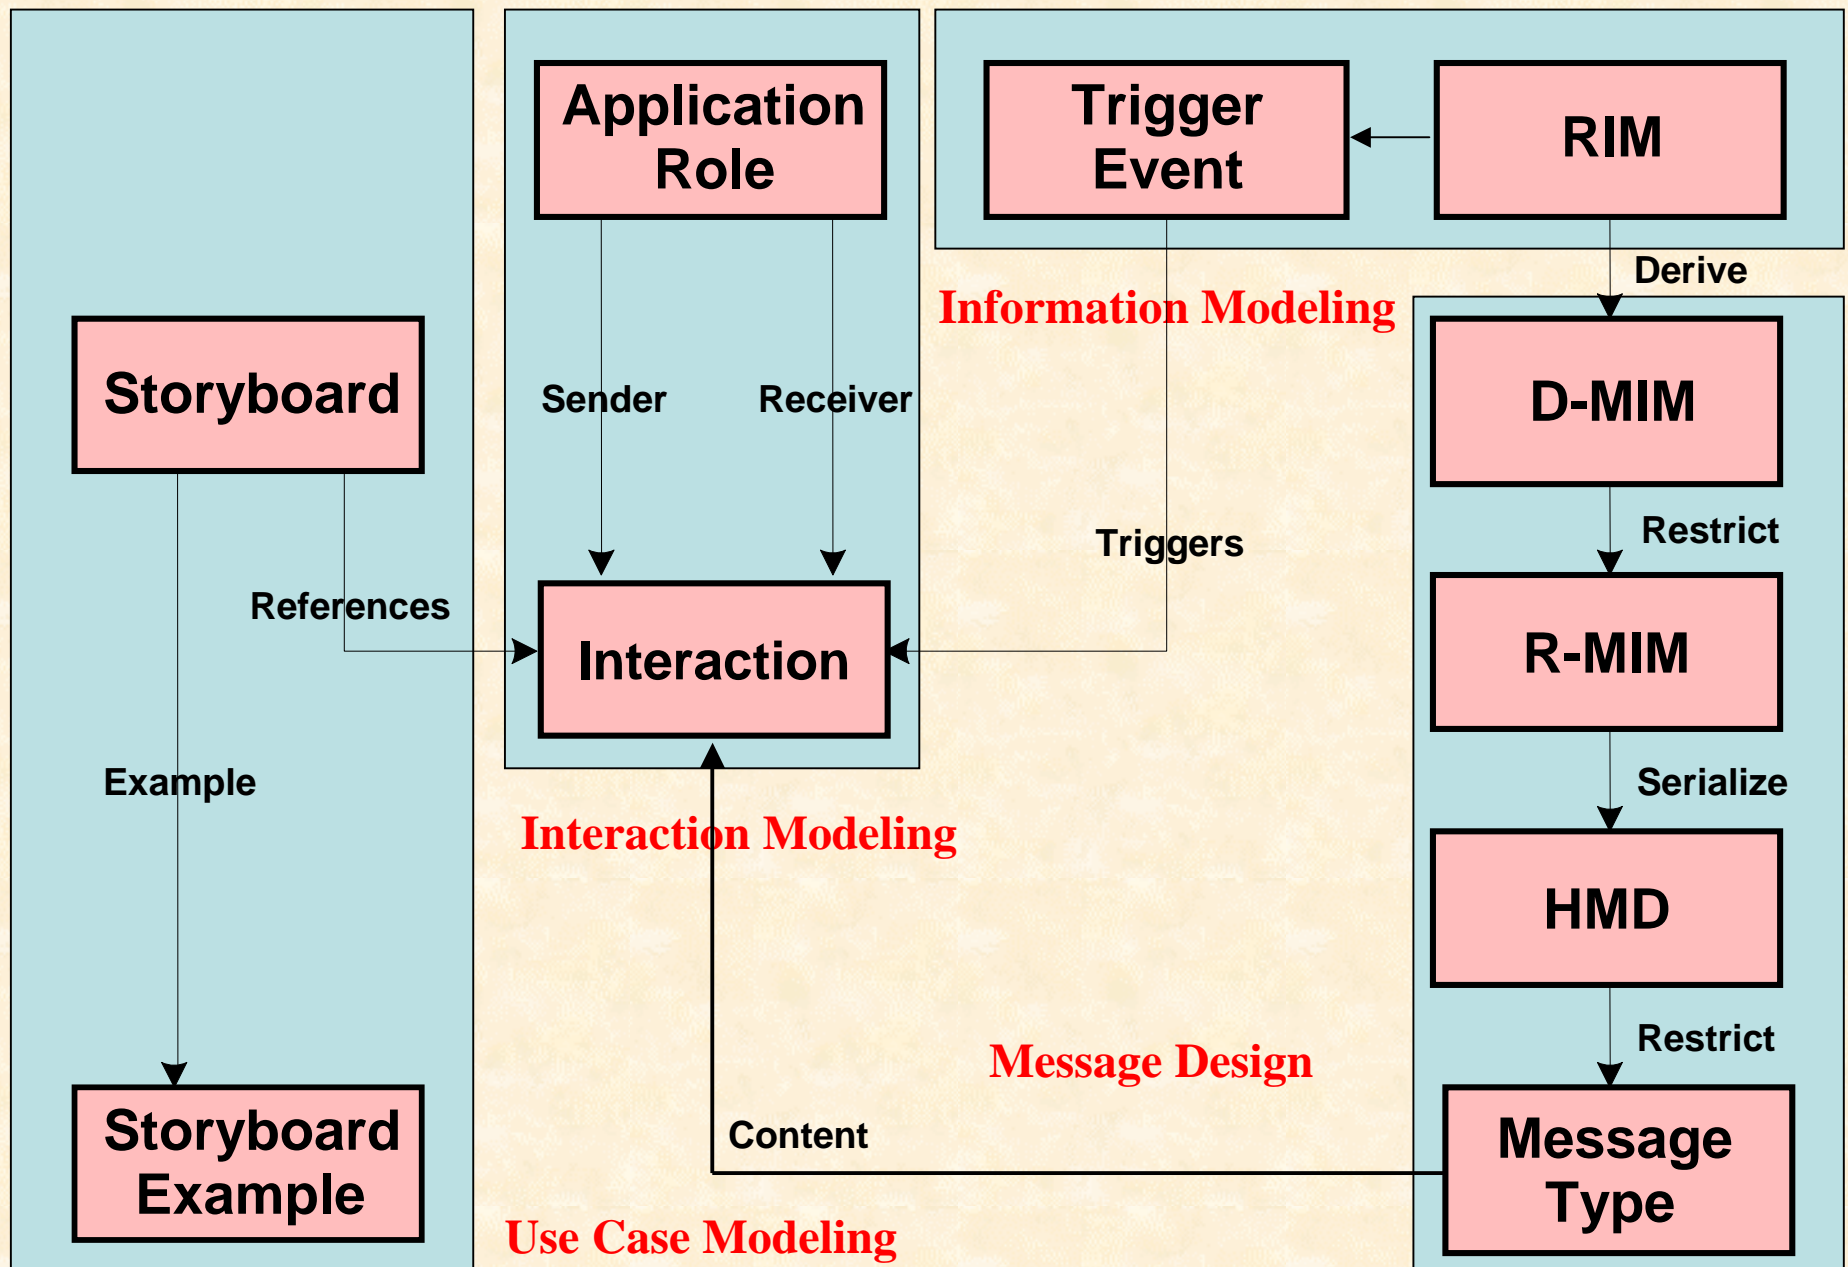 Application
Role
Trigger
Event
RIM
Derive
Information Modeling
Storyboard
Sender
Receiver
D-MIM
Restrict
Triggers
References
Interaction
R-MIM
Example
Serialize
Interaction Modeling
HMD
Restrict
Message Design
Content
Storyboard
Example
Message
Type
Use Case Modeling